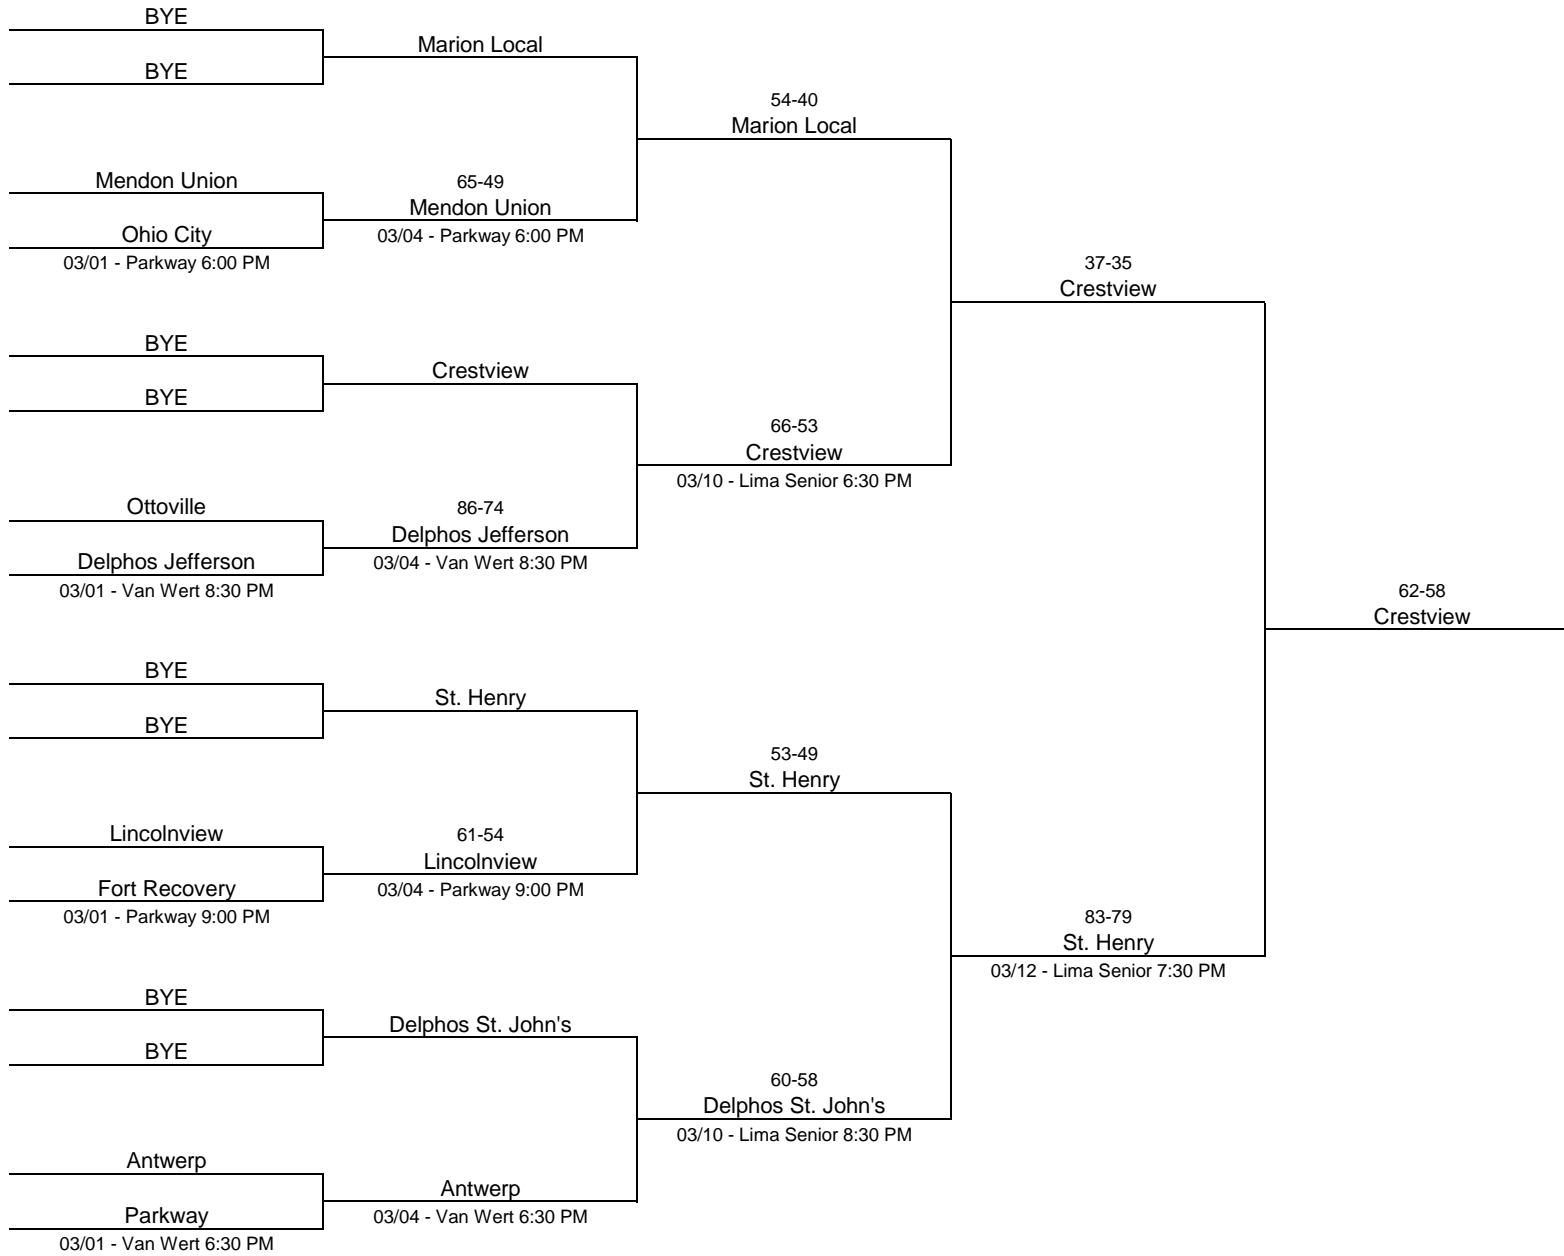 BYE
BYE
Mendon Union
Ohio City
03/01 - Parkway 6:00 PM
BYE
BYE
Ottoville
Delphos Jefferson
03/01 - Van Wert 8:30 PM
BYE
BYE
Lincolnview
Fort Recovery
03/01 - Parkway 9:00 PM
BYE
BYE
Antwerp
Parkway
03/01 - Van Wert 6:30 PM
Marion Local
65-49
Mendon Union
03/04 - Parkway 6:00 PM
Crestview
86-74
Delphos Jefferson
03/04 - Van Wert 8:30 PM
St. Henry
61-54
Lincolnview
03/04 - Parkway 9:00 PM
Delphos St. John's
Antwerp
03/04 - Van Wert 6:30 PM
54-40
Marion Local
66-53
Crestview
03/10 - Lima Senior 6:30 PM
53-49
St. Henry
60-58
Delphos St. John's
03/10 - Lima Senior 8:30 PM
37-35
Crestview
83-79
St. Henry
03/12 - Lima Senior 7:30 PM
62-58
Crestview